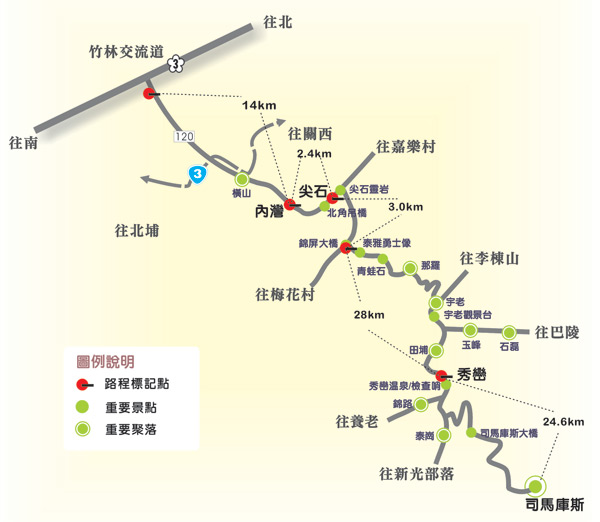 往北
竹林交流道
3
14km
往南
120
往關西
2.4km
往嘉樂村
3
橫山
尖石
尖石靈岩
內灣
北角吊橋
3.0km
往北埔
錦屏大橋
泰雅勇士像
青蛙石
那羅
往李棟山
往梅花村
宇老
宇老觀景台
28km
往巴陵
玉峰
石磊
田埔
圖例說明
路程標記點
重要景點
重要聚落
秀巒
秀巒溫泉/檢查哨
錦路
24.6km
往養老
泰崗
司馬庫斯大橋
往新光部落
司馬庫斯